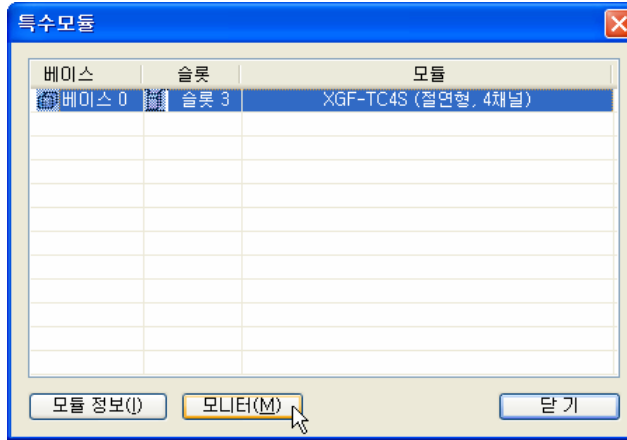 특수모듈
베이스 슬롯 모듈
베이스 0 슬롯 3 XGF-TC4S (절연형, 4채널)
모듈 정보(I) 모니터(M) 닫 기